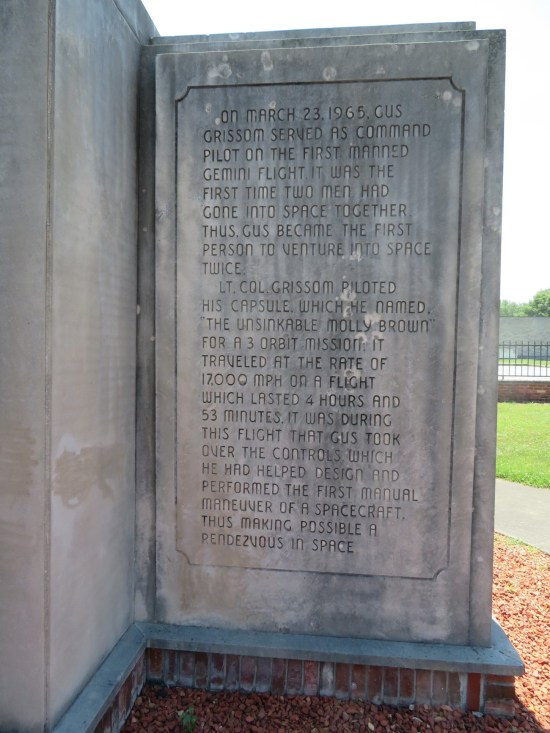 ON MARCH 23, 1965, GUS
GRISSOM SERVED AS COMMAND
PILOT ON THE FIRST MANNED
GEMINI FLIGHT. IT WAS THE
FIRST TIME TWO MEN HAD
GONE INTO SPACE TOGETHER.
THUS, GUS BECAME THE FIRST
PERSON TO VENTURE INTO SPACE
TWICE.
LT. COL. GRISSOM PILOTED
HIS CAPSULE, WHICH HE NAMED,
"THE UNSINKABLE MOLLY BROWN"
FOR A 3 ORBIT MISSION. IT
TRAVELED AT THE RATE OF
17,000 MPH ON A FLIGHT
WHICH LASTED 4 HOURS AND
53 MINUTES. IT WAS DURING
THIS FLIGHT THAT GUS TOOK
OVER THE CONTROLS, WHICH
HE HAD HELPED DESIGN AND
PERFORMED THE FIRST MANUAL
MANEUVER OF A SPACECRAFT,
THUS MAKING POSSIBLE A
RENDEZVOUS IN SPACE